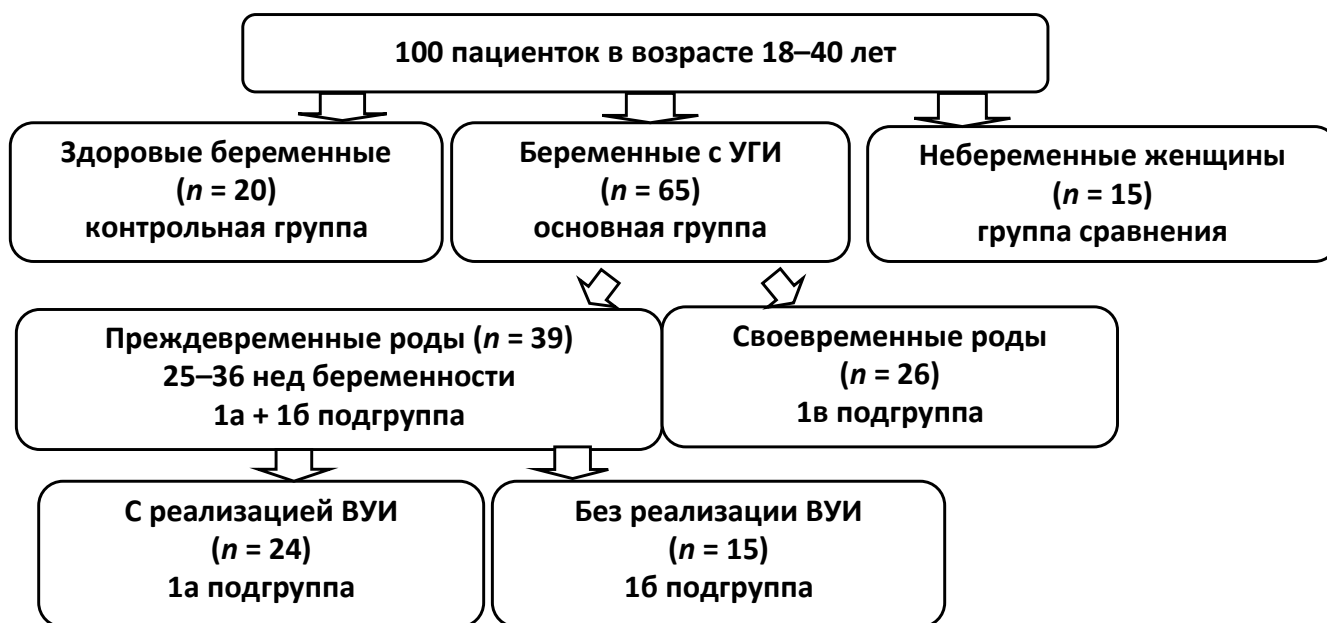 100 пациенток в возрасте 18–40 лет
Здоровые беременные
(n = 20)
контрольная группа
Беременные с УГИ
(n = 65)
основная группа
Небеременные женщины
(n = 15)
группа сравнения
Преждевременные роды (n = 39)
25–36 нед беременности
1а + 1б подгруппа
Своевременные роды
(n = 26)
1в подгруппа
С реализацией ВУИ
(n = 24)
1а подгруппа
Без реализации ВУИ
(n = 15)
1б подгруппа